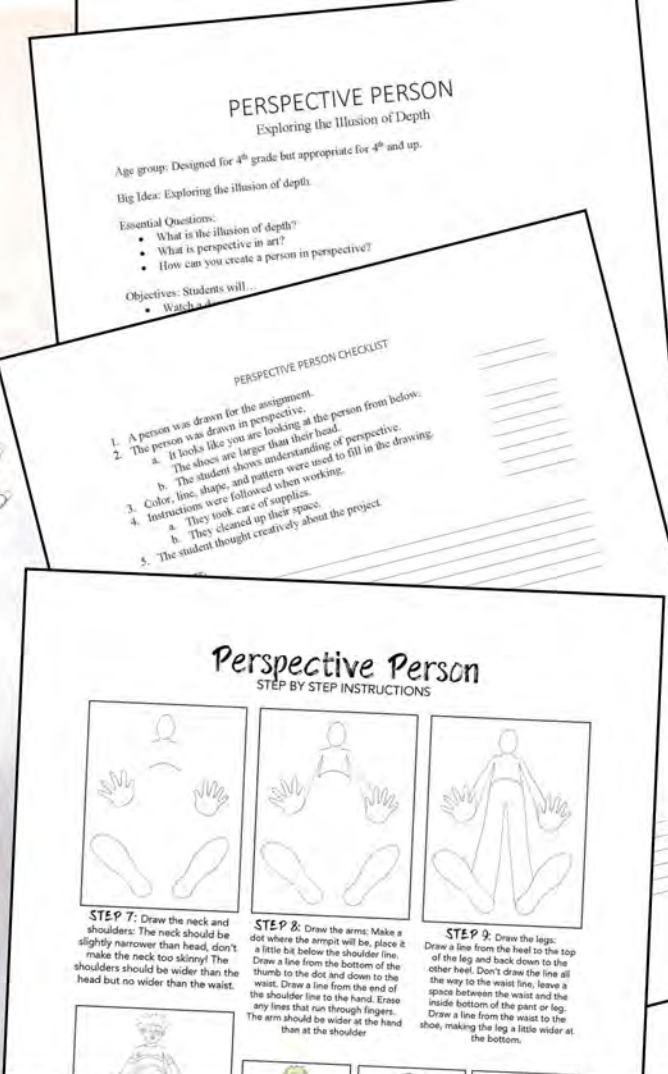 PERSPECTIVE PERSON
Exploring the Illusion of Depth
Age group: Designed for 4th grade but appropriate for 4th and up.
Big Idea: Exploring the illusion of depth
Essential Questions:
• What is the illusion of depth?
• What is perspective in art?
• How can you create a person in perspective?
Objectives: Students will…
• Watch a
PERSPECTIVE PERSON CHECKLIST
1. A person was drawn for the assignment.
2. The person was drawn in perspective.
a. It looks like you are looking at the person from below.
The shoes are larger than their head.
b. The student shows understanding of perspective.
3. Color, line, shape, and pattern were used to fill in the drawing.
4. Instructions were followed when working.
a. They took care of supplies.
b. They cleaned up their space.
5. The student thought creatively about the project.
Perspective Person
STEP BY STEP INSTRUCTIONS
STEP 7: Draw the neck and
shoulders: The neck should be
slightly narrower than head, don't
make the neck too skinny! The
shoulders should be wider than the
head but no wider than the waist.
STEP 8: Draw the arms: Make a
dot where the armpit will be, place it
a little bit below the shoulder line.
Draw a line from the bottom of the
thumb to the dot and down to the
waist. Draw a line from the end of
the shoulder line to the hand. Erase
any lines that run through fingers.
The arm should be wider at the hand
than at the shoulder
STEP 9: Draw the legs:
Draw a line from the heel to the top
of the leg and back down to the
other heel. Don't draw the line all
the way to the waist line, leave a
space between the waist and the
inside bottom of the pant or leg.
Draw a line from the waist to the
shoe, making the leg a little wider at
the bottom.